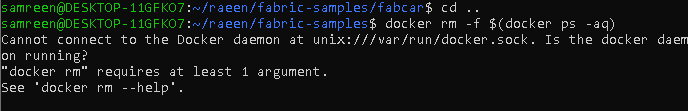 samreen@DESKTOP-11GFKO7:~/raeen/fabric-samples/fabcar$ cd ..
samreen@DESKTOP-11GFKO7:~/raeen/fabric-samples$ docker rm -f $(docker ps -aq)
Cannot connect to the Docker daemon at unix:///var/run/docker.sock. Is the docker daem
on running?
"docker rm" requires at least 1 argument.
See 'docker rm --help'.